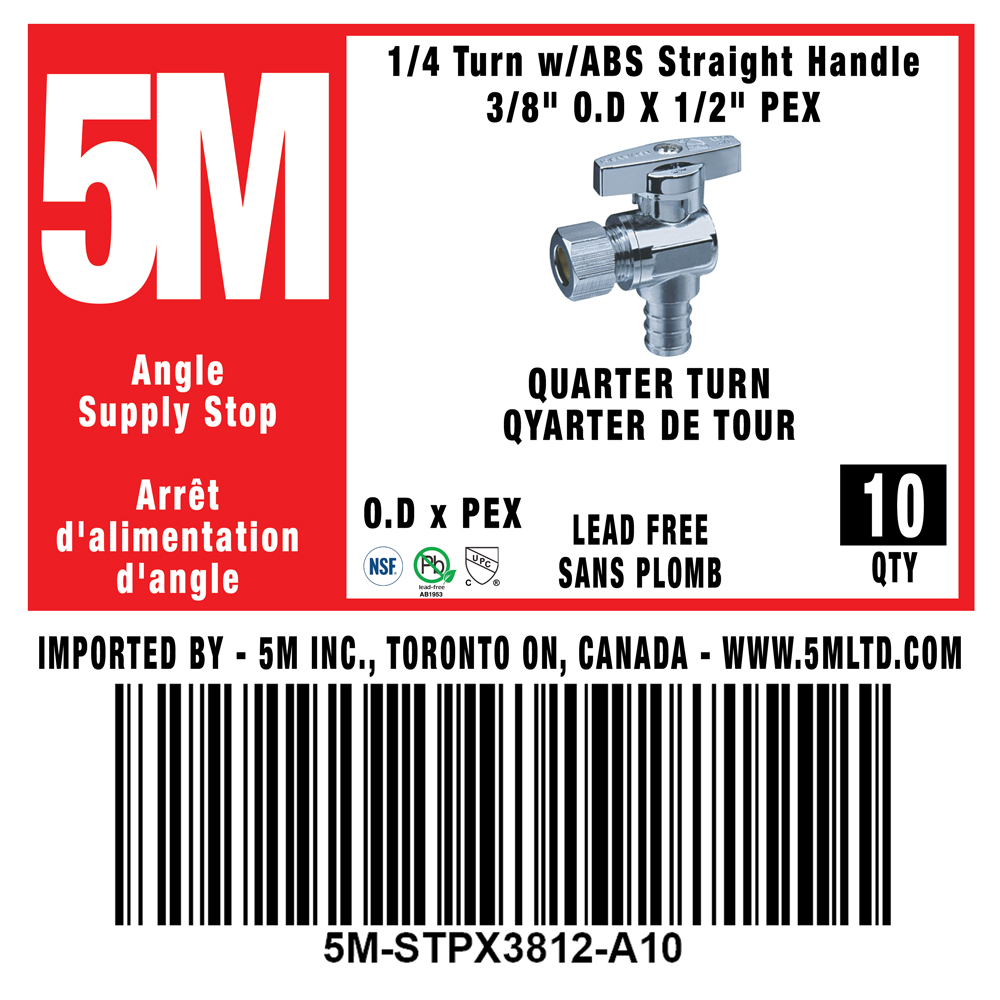 5M
Angle
Supply Stop
Arrêt
d'alimentation
d'angle
1/4 Turn w/ABS Straight Handle
3/8" O.D X 1/2" PEX
QUARTER TURN
QYARTER DE TOUR
O.D x PEX
NSF.
Pb
lead-free
AB1953
UPC
C ®
LEAD FREE
SANS PLOMB
10
QTY
IMPORTED BY - 5M INC., TORONTO ON, CANADA - WWW.5MLTD.COM
5M-STPX3812-A10